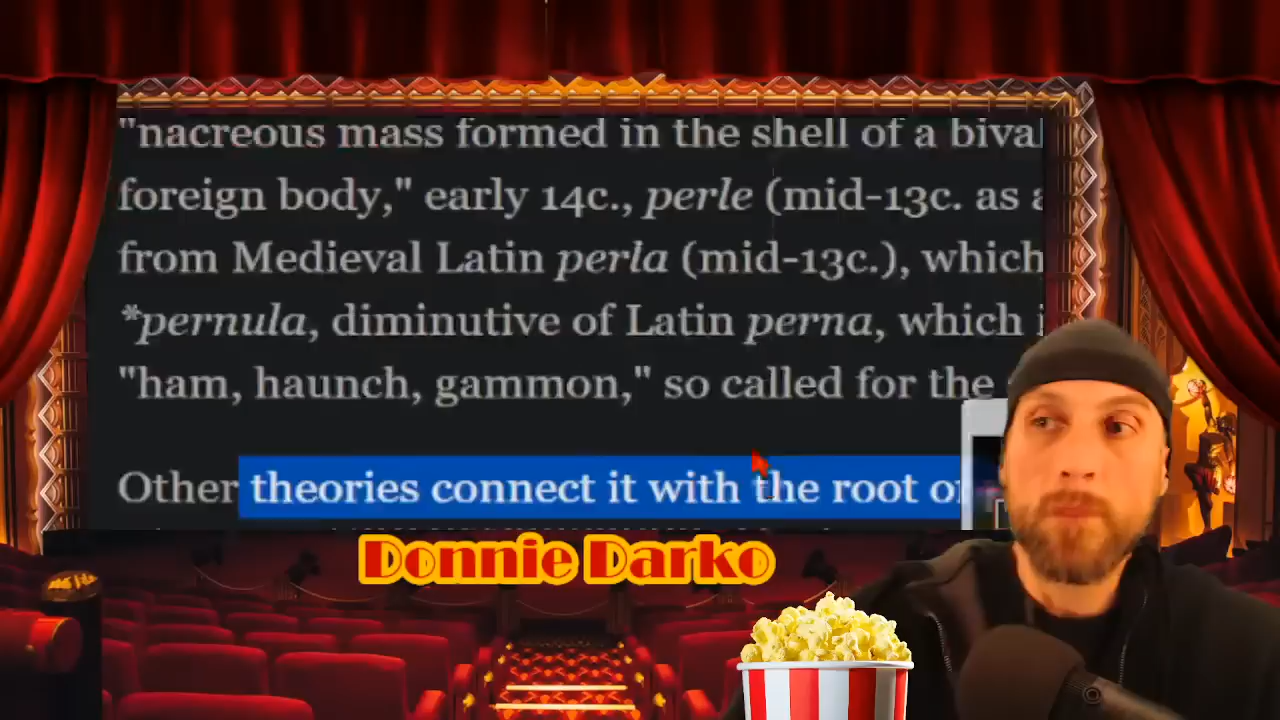 "nacreous mass formed in the shell of a
foreign body," early 14c., perle (mid-13c. as
from Medieval Latin perla (mid-13c.), which
*pernula, diminutive of Latin perna, which
"ham, haunch, gammon," so called for the
Other theories connect it with the root
Donnie Darko